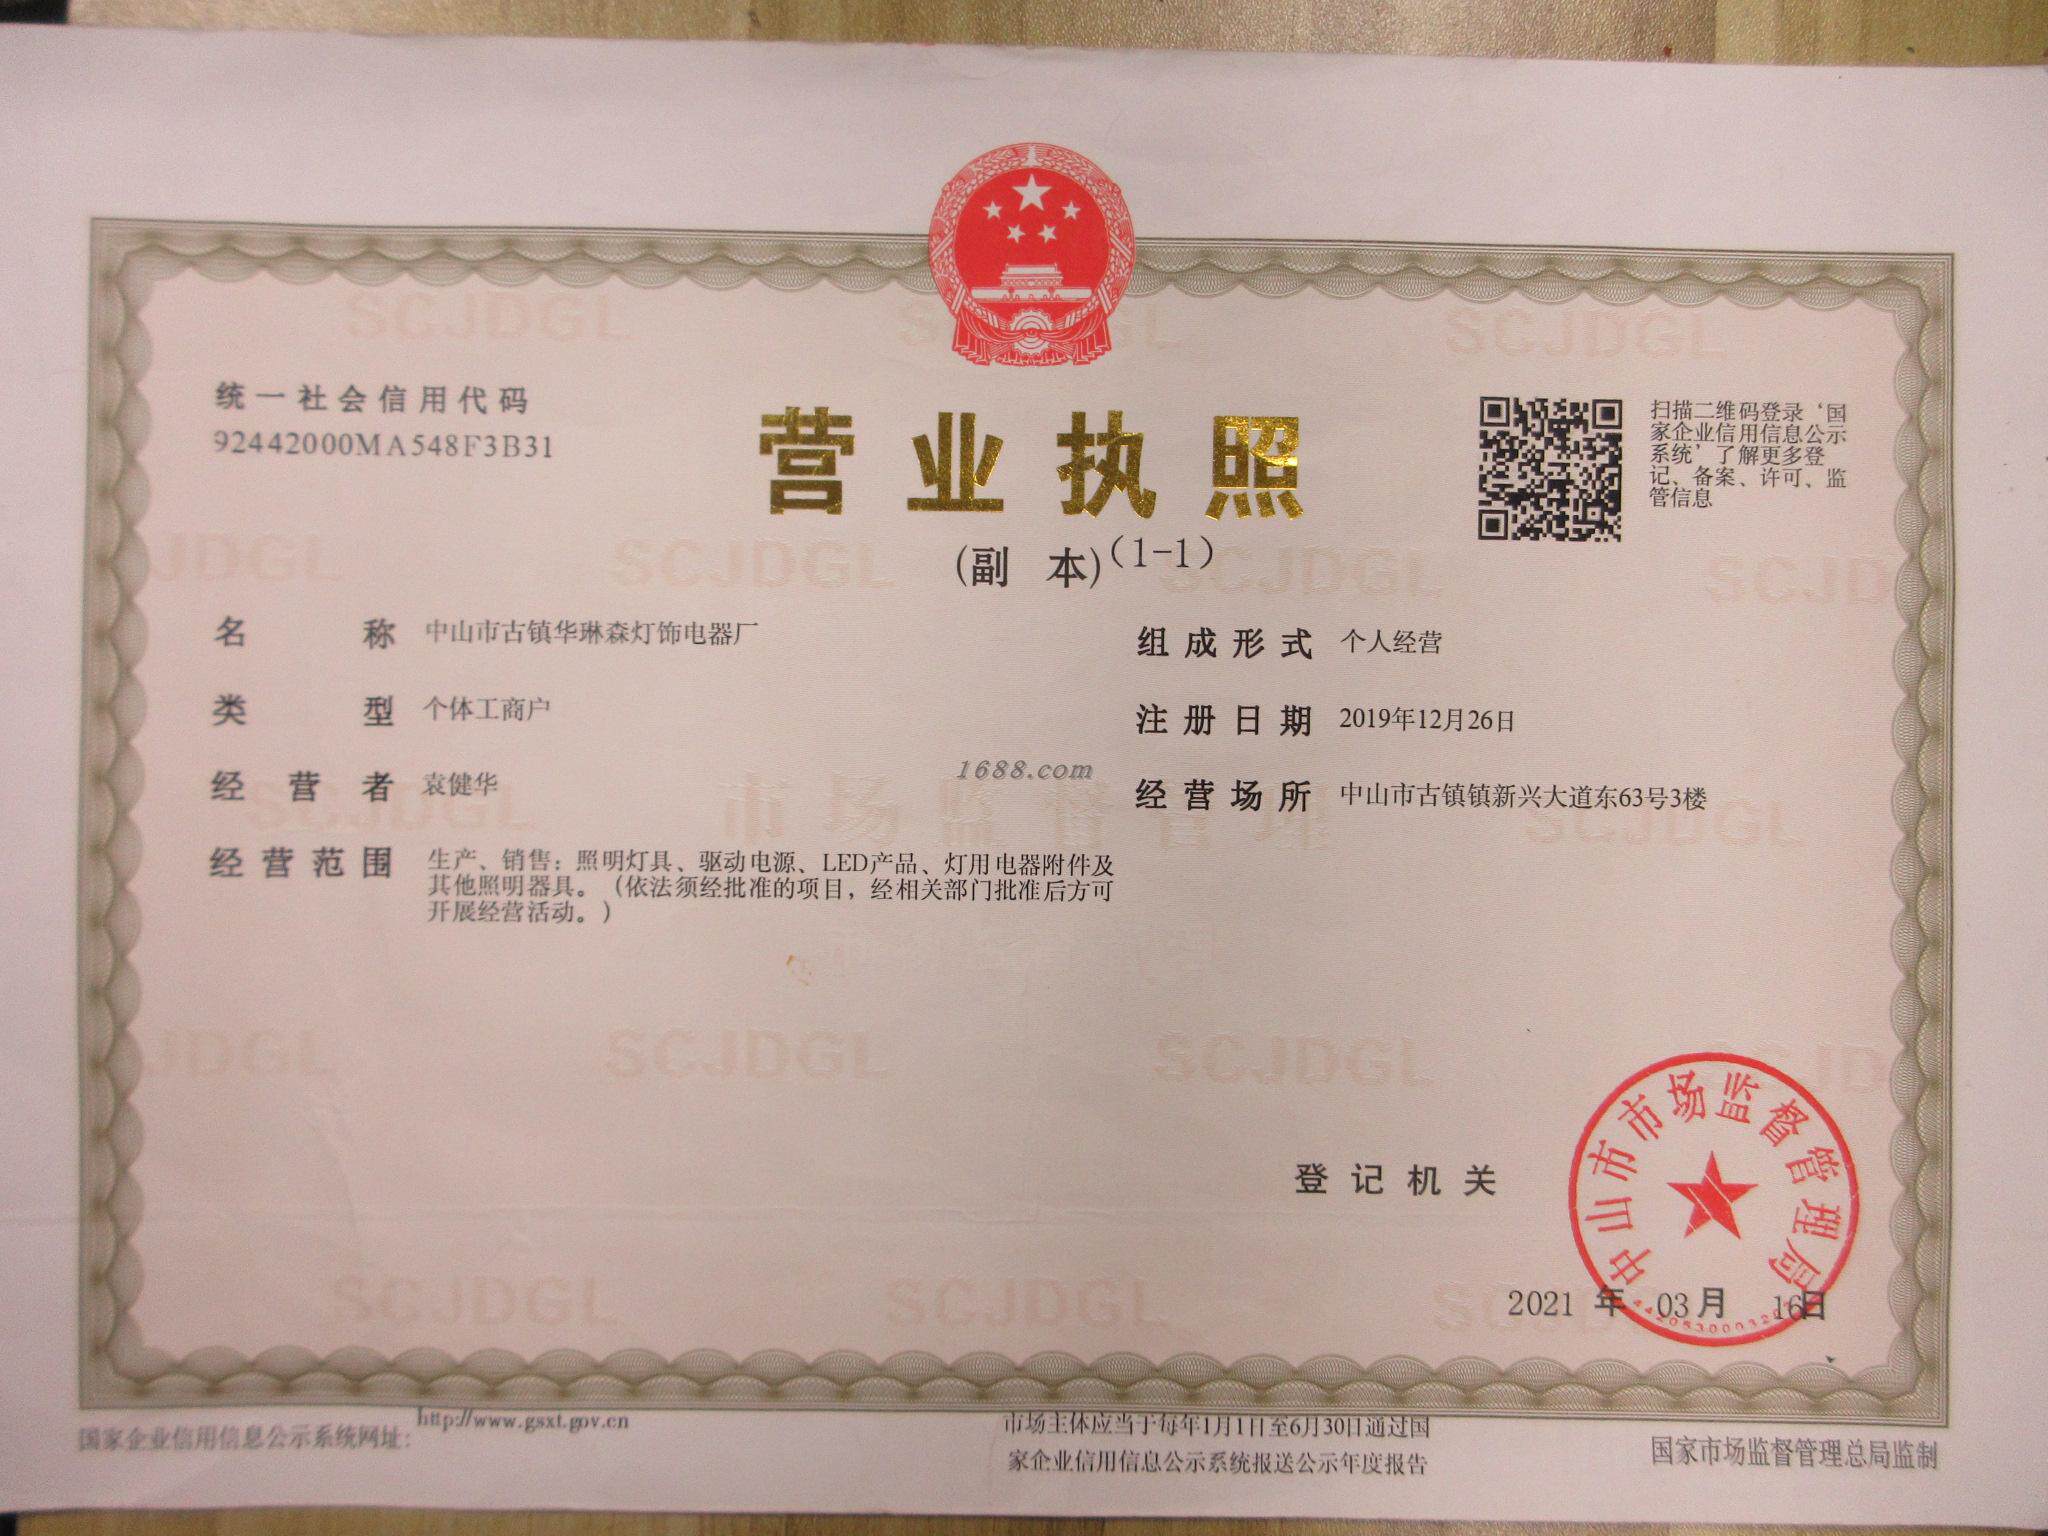 统一社会信用代码
92442000MA548F3B31
营业执照
(副 本)(1-1)
扫描二维码登录‘国
家企业信用信息公示
系统’了解更多登
记、备案、许可、监
管信息
名 称 中山市古镇华琳森灯饰电器厂
类 型 个体工商户
经 营 者 袁健华
经营范围 生产、销售：照明灯具、驱动电源、LED产品、灯用电器附件及
其他照明器具。（依法须经批准的项目，经相关部门批准后方可
开展经营活动。）
组成形式 个人经营
注册日期 2019年12月26日
经营场所 中山市古镇镇新兴大道东63号3楼
1688.com
SCJDGL
市场监督管理
登记机关
中山市市场监督管理局
2021 年 03 月 16日
国家企业信用信息公示系统网址：http://www.gsxt.gov.cn
市场主体应当于每年1月1日至6月30日通过国
家企业信用信息公示系统报送公示年度报告
国家市场监督管理总局监制